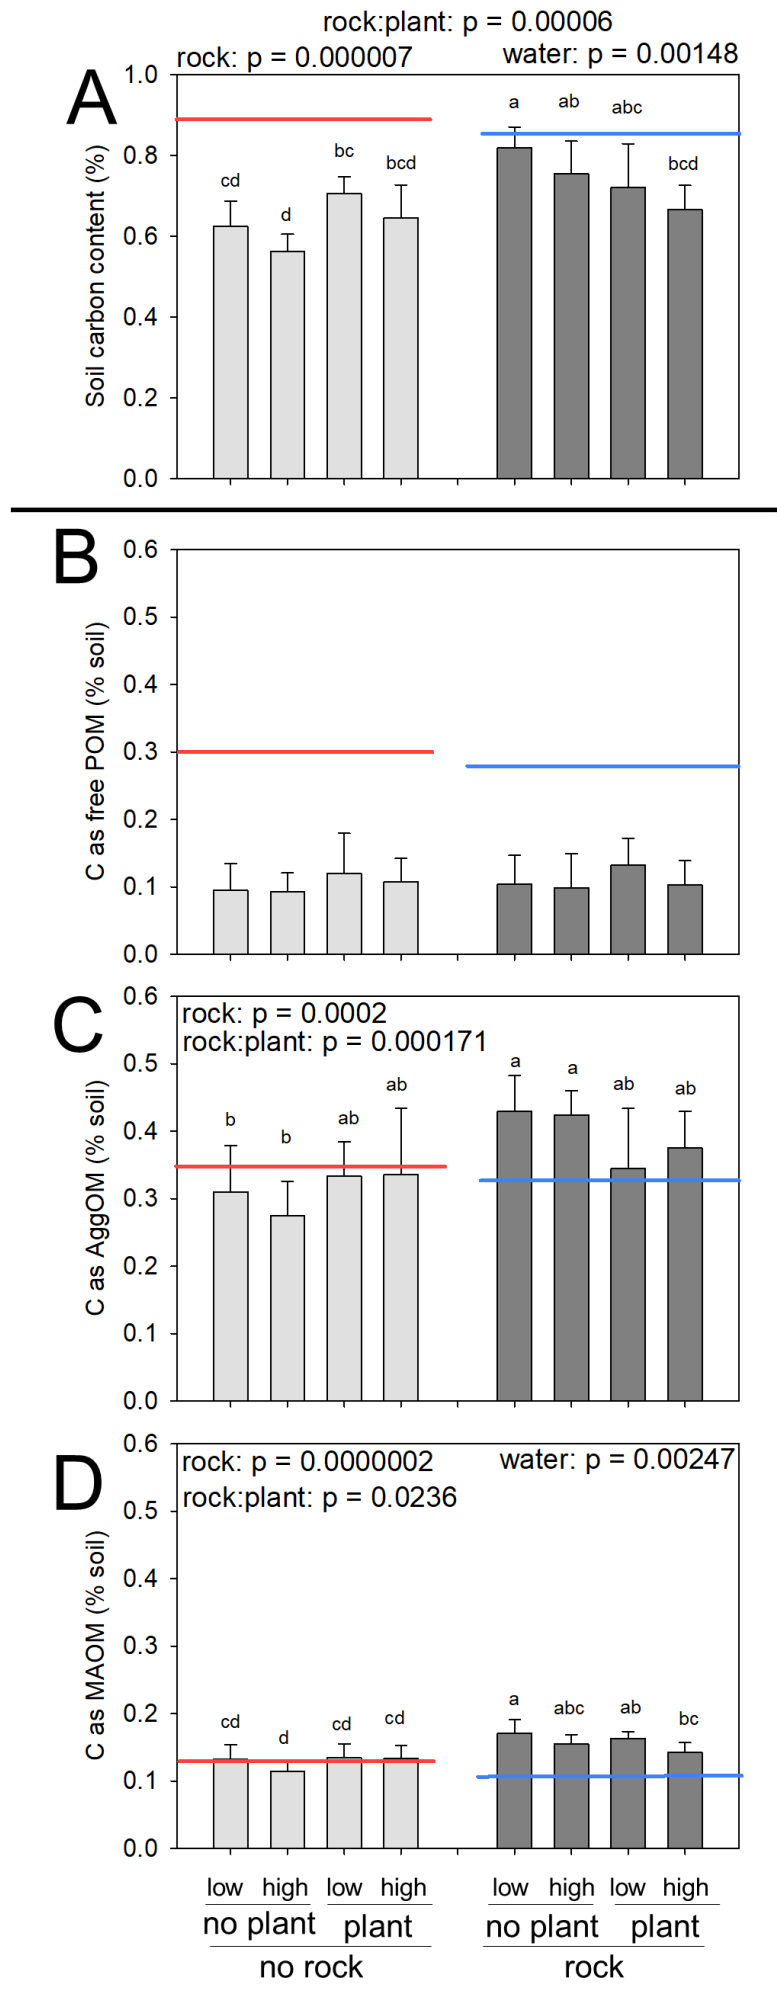 rock:plant: p = 0.00006
rock: p = 0.000007
water: p = 0.00148
A
Soil carbon content (%)
1.0
0.8
0.6
0.4
0.2
0.0
cd
d
bc
bcd
a
ab
abc
bcd
B
C as free POM (% soil)
0.6
0.5
0.4
0.3
0.2
0.1
0.0
C
C as AggOM (% soil)
0.6
0.5
0.4
0.3
0.2
0.1
0.0
rock: p = 0.0002
rock:plant: p = 0.000171
b
b
ab
ab
a
a
ab
ab
D
C as MAOM (% soil)
0.6
0.5
0.4
0.3
0.2
0.1
0.0
rock: p = 0.0000002
water: p = 0.00247
rock:plant: p = 0.0236
cd
d
cd
cd
a
abc
ab
bc
low high low high low high low high
no plant plant no plant plant
no rock rock